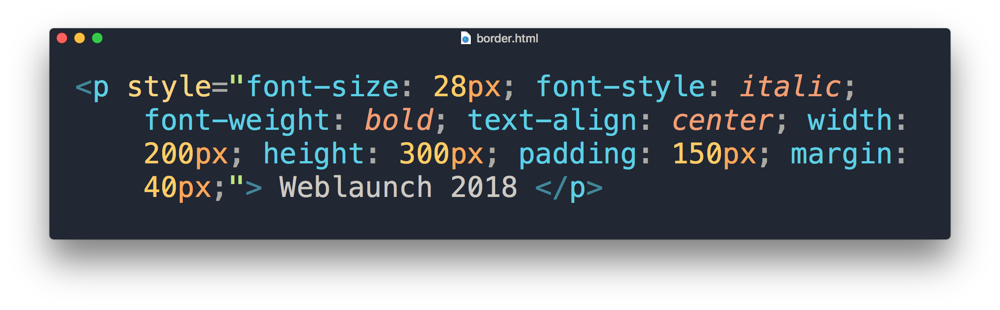 border.html
<p style="font-size: 28px; font-style: italic;
font-weight: bold; text-align: center; width:
200px; height: 300px; padding: 150px; margin:
40px;"> Weblaunch 2018 </p>